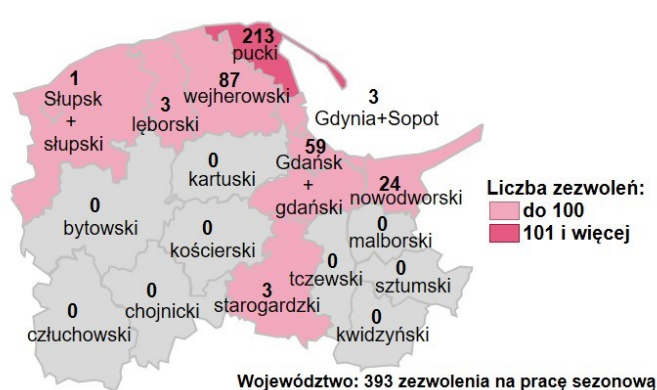 213
pucki
1
Słupsk
+
słupski
3
lęborski
87
wejherowski
3
Gdynia+Sopot
59
Gdańsk
+
gdański
0
kartuski
24
nowodworski
Liczba zezwoleń:
do 100
101 i więcej
0
bytowski
0
kościerski
0
malborski
0
tczewski
0
sztumski
0
człuchowski
0
chojnicki
3
starogardzki
0
kwidzyński
Województwo: 393 zezwolenia na pracę sezonową